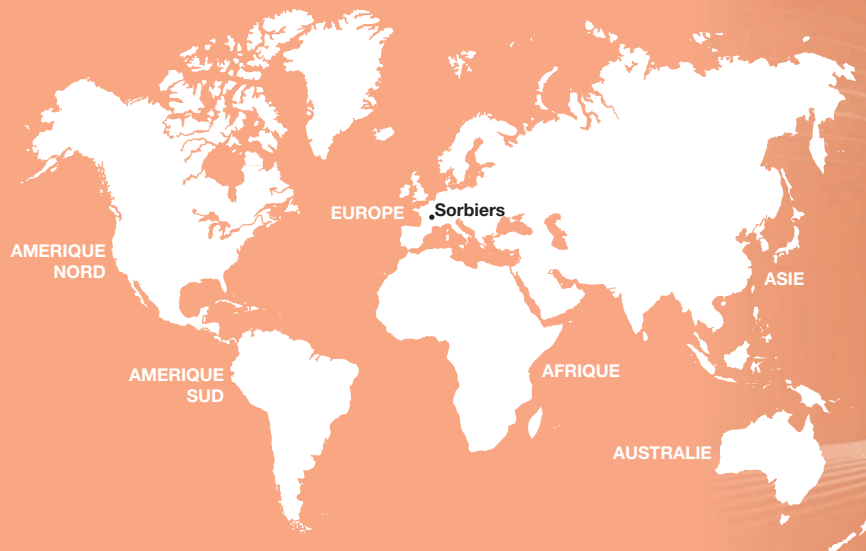 EUROPE
Sorbiers
AMERIQUE
NORD
ASIE
AMERIQUE
SUD
AFRIQUE
AUSTRALIE